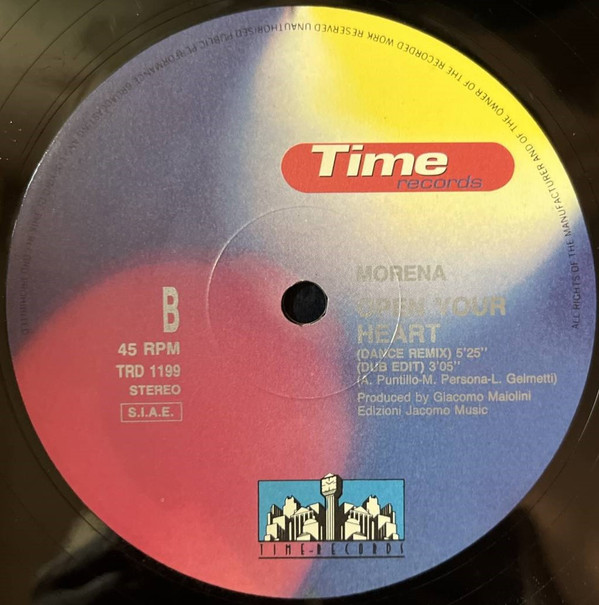 ALL RIGHTS OF THE MANUFACTURER AND OF THE OWNER OF THE RECORDED WORK RESERVED UNAUTHORISED PUBLIC PERFORMANCE BROADCASTING
Time
records
MORENA
OPEN YOUR
HEART
(DANCE REMIX) 5'25"
(DUB EDIT) 3'05"
(A. Puntillo-M. Persona-L. Gelmetti)
Produced by Giacomo Maiolini
Edizioni Jacomo Music
B
45 RPM
TRD 1199
STEREO
S.I.A.E.
TIME-RECORDS